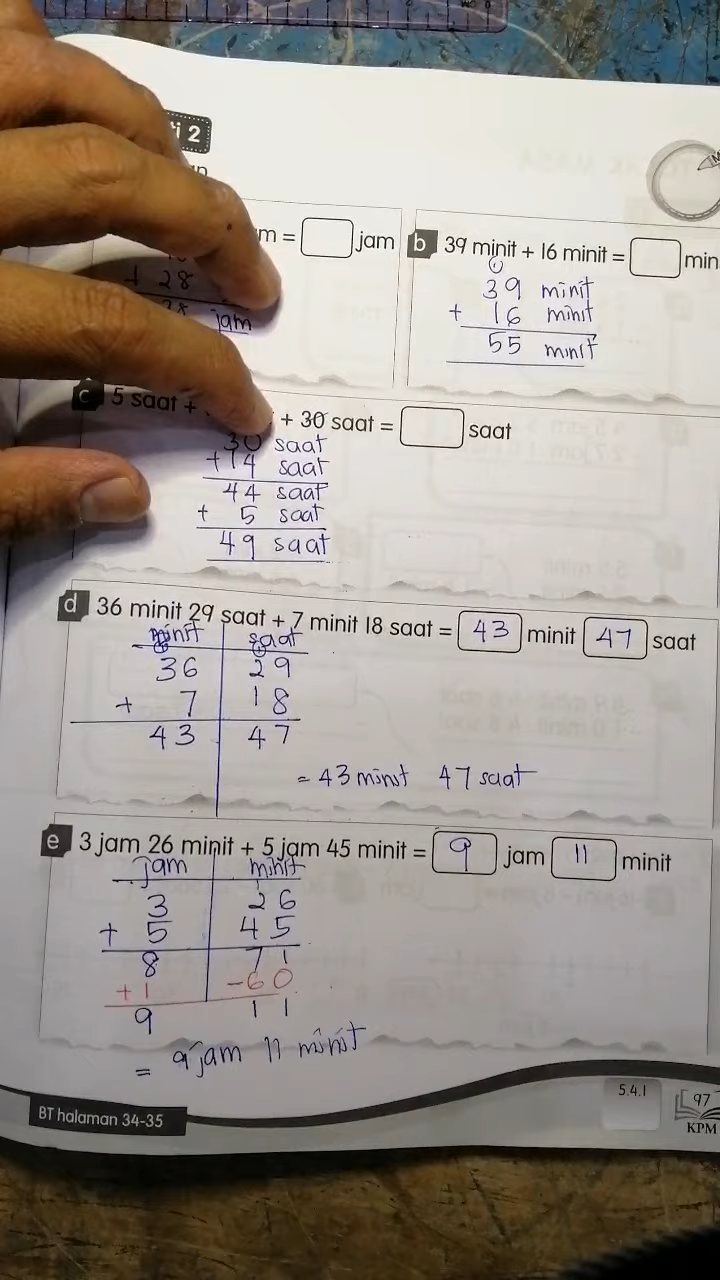 2
m = jam
+ 28
jam
b 39 minit + 16 minit = min
1
39 minit
+ 16 minit
55 minit
c 5 saat + + 30 saat = saat
30 saat
+ 14 saat
44 saat
+ 5 saat
49 saat
d 36 minit 29 saat + 7 minit 18 saat = 43 minit 47 saat
minit saat
36 29
+ 7 18
43 47
= 43 minit 47 saat
e 3 jam 26 minit + 5 jam 45 minit = 9 jam 11 minit
jam minit
3 26
+ 5 45
8 71
+1 -60
9 11
= 9 jam 11 minit
BT halaman 34-35
5.4.1
97
KPM